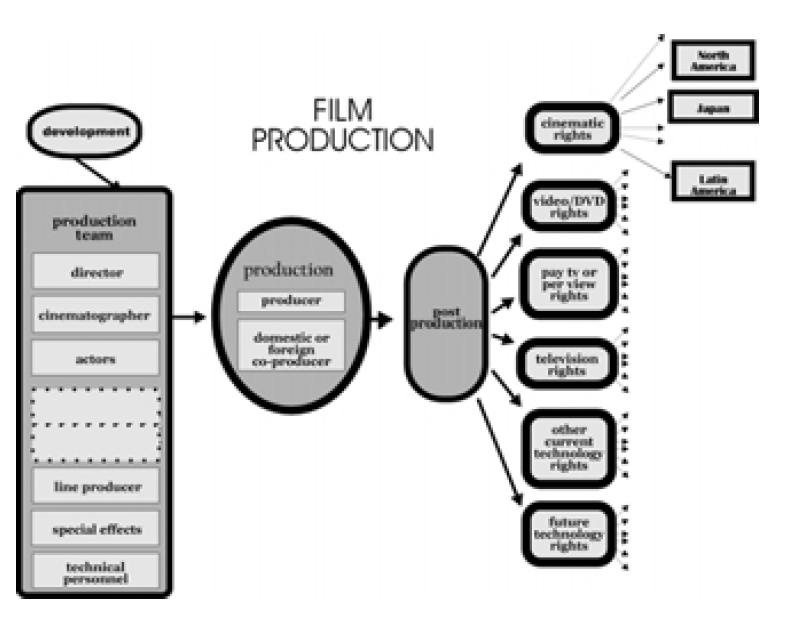 FILM
PRODUCTION
development
production
team
director
cinematographer
actors
line producer
special effects
technical
personnel
production
producer
domestic or
foreign
co-producer
post
production
cinematic
rights
video/DVD
rights
pay tv or
per view
rights
television
rights
other
current
technology
rights
future
technology
rights
North
America
Japan
Latin
America